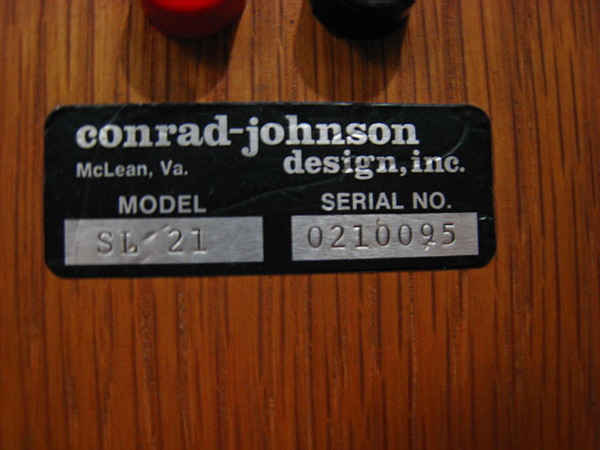 conrad-johnson
McLean, Va. design, inc.
MODEL SERIAL NO.
SL 21 0210095